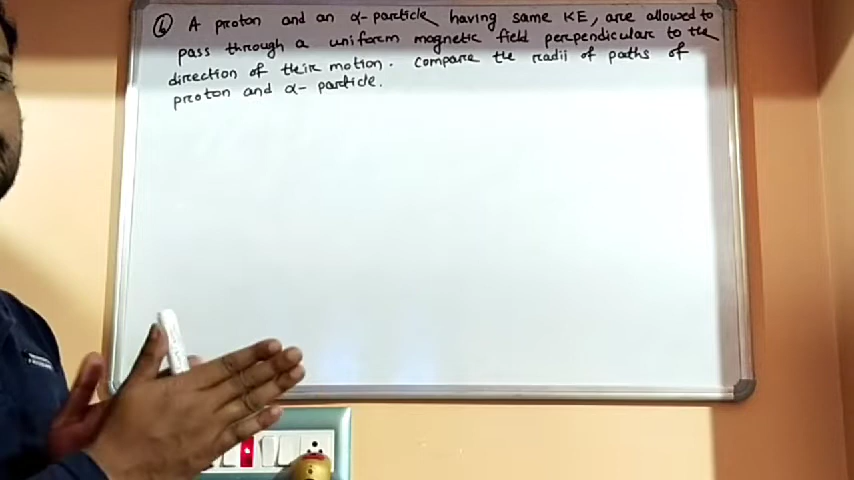 6 A proton and an α-particle, having same KE, are allowed to
pass through a uniform magnetic field perpendicular to the
direction of their motion. Compare the radii of paths of
proton and α-particle.